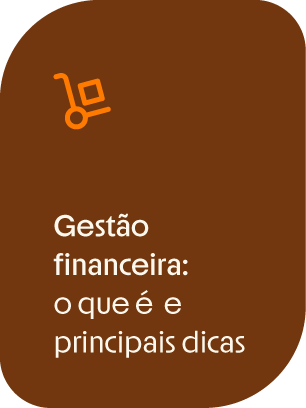 Gestão
financeira:
o que é e
principais dicas